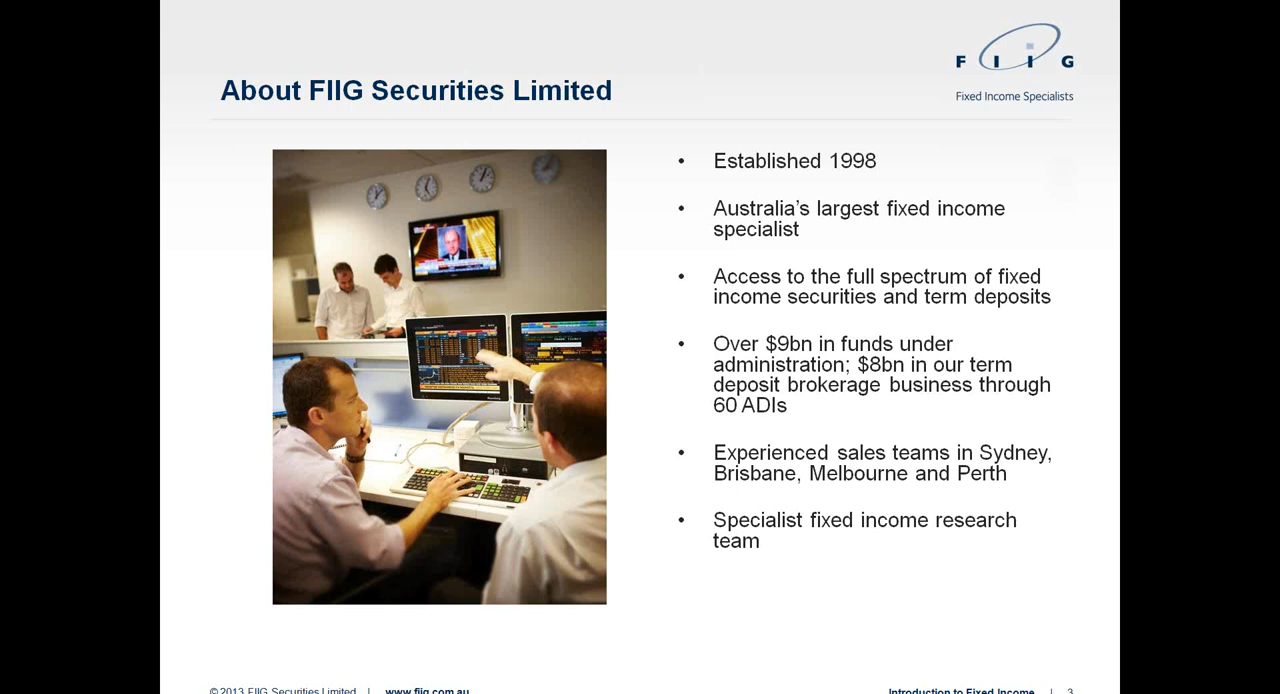 About FIIG Securities Limited
F I I G
Fixed Income Specialists
• Established 1998
• Australia’s largest fixed income
specialist
• Access to the full spectrum of fixed
income securities and term deposits
• Over $9bn in funds under
administration; $8bn in our term
deposit brokerage business through
60 ADIs
• Experienced sales teams in Sydney,
Brisbane, Melbourne and Perth
• Specialist fixed income research
team
© 2013 FIIG Securities Limited | www.fiig.com.au
Introduction to Fixed Income | 3